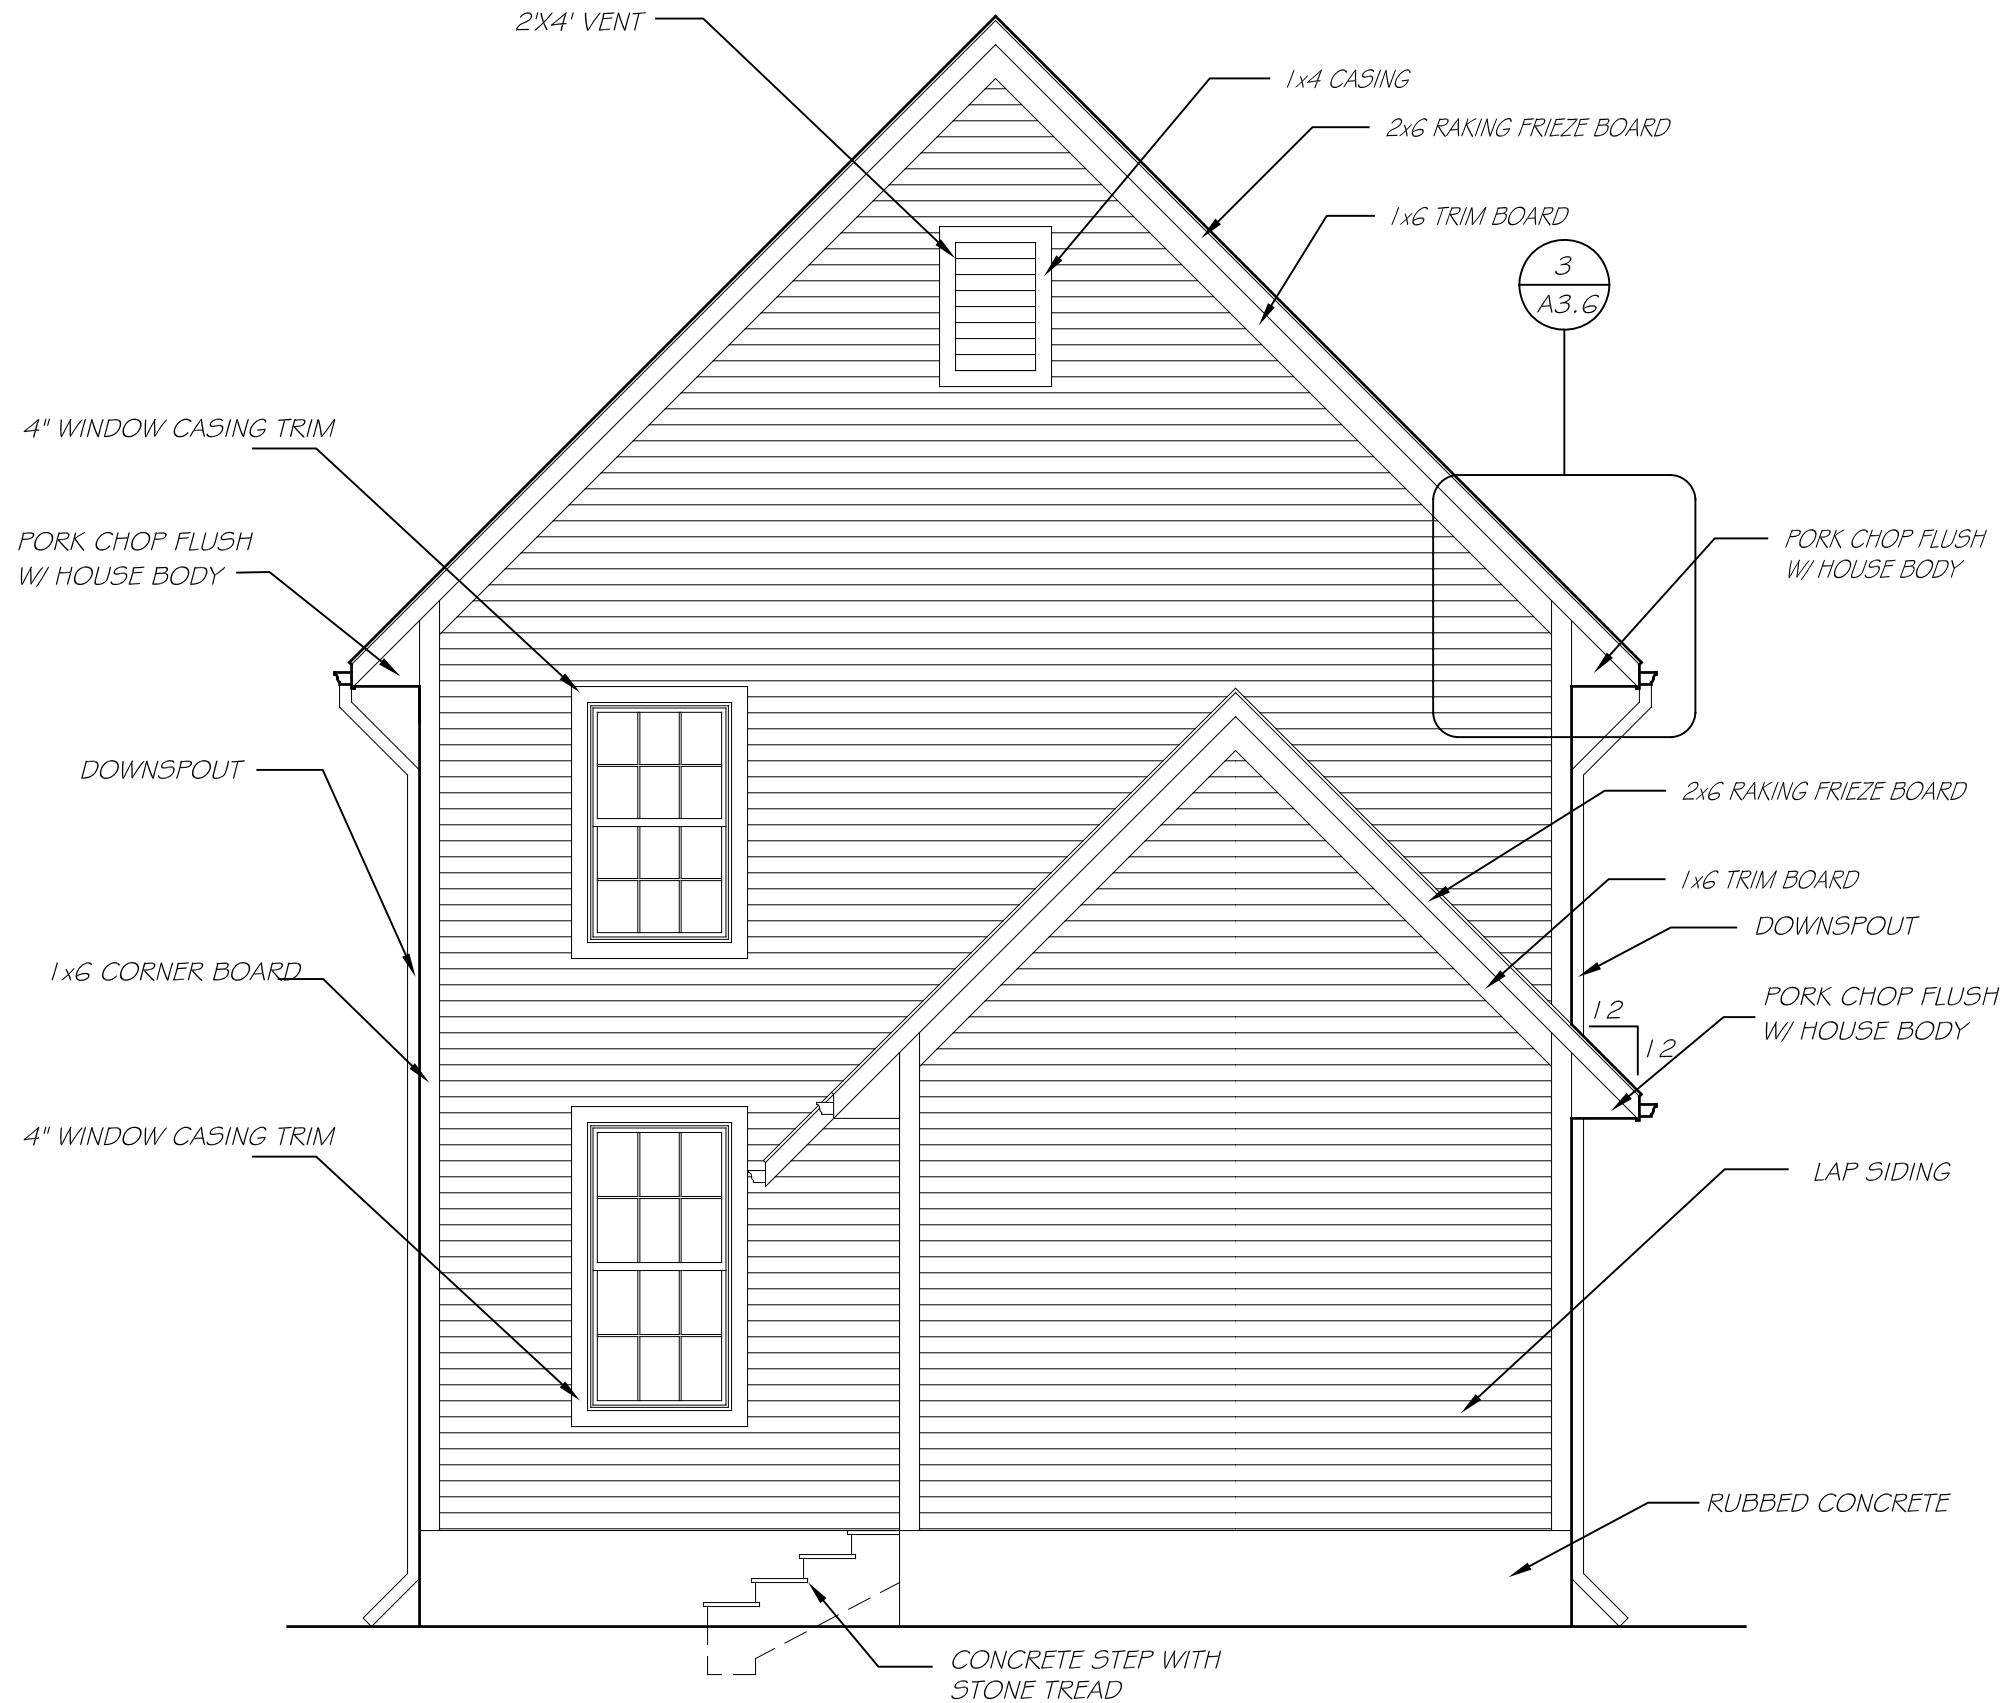 2'X4' VENT
1x4 CASING
2x6 RAKING FRIEZE BOARD
1x6 TRIM BOARD
3
A3.6
4" WINDOW CASING TRIM
PORK CHOP FLUSH
W/ HOUSE BODY
PORK CHOP FLUSH
W/ HOUSE BODY
DOWNSPOUT
2x6 RAKING FRIEZE BOARD
1x6 TRIM BOARD
DOWNSPOUT
1x6 CORNER BOARD
PORK CHOP FLUSH
W/ HOUSE BODY
12
12
4" WINDOW CASING TRIM
LAP SIDING
RUBBED CONCRETE
CONCRETE STEP WITH
STONE TREAD